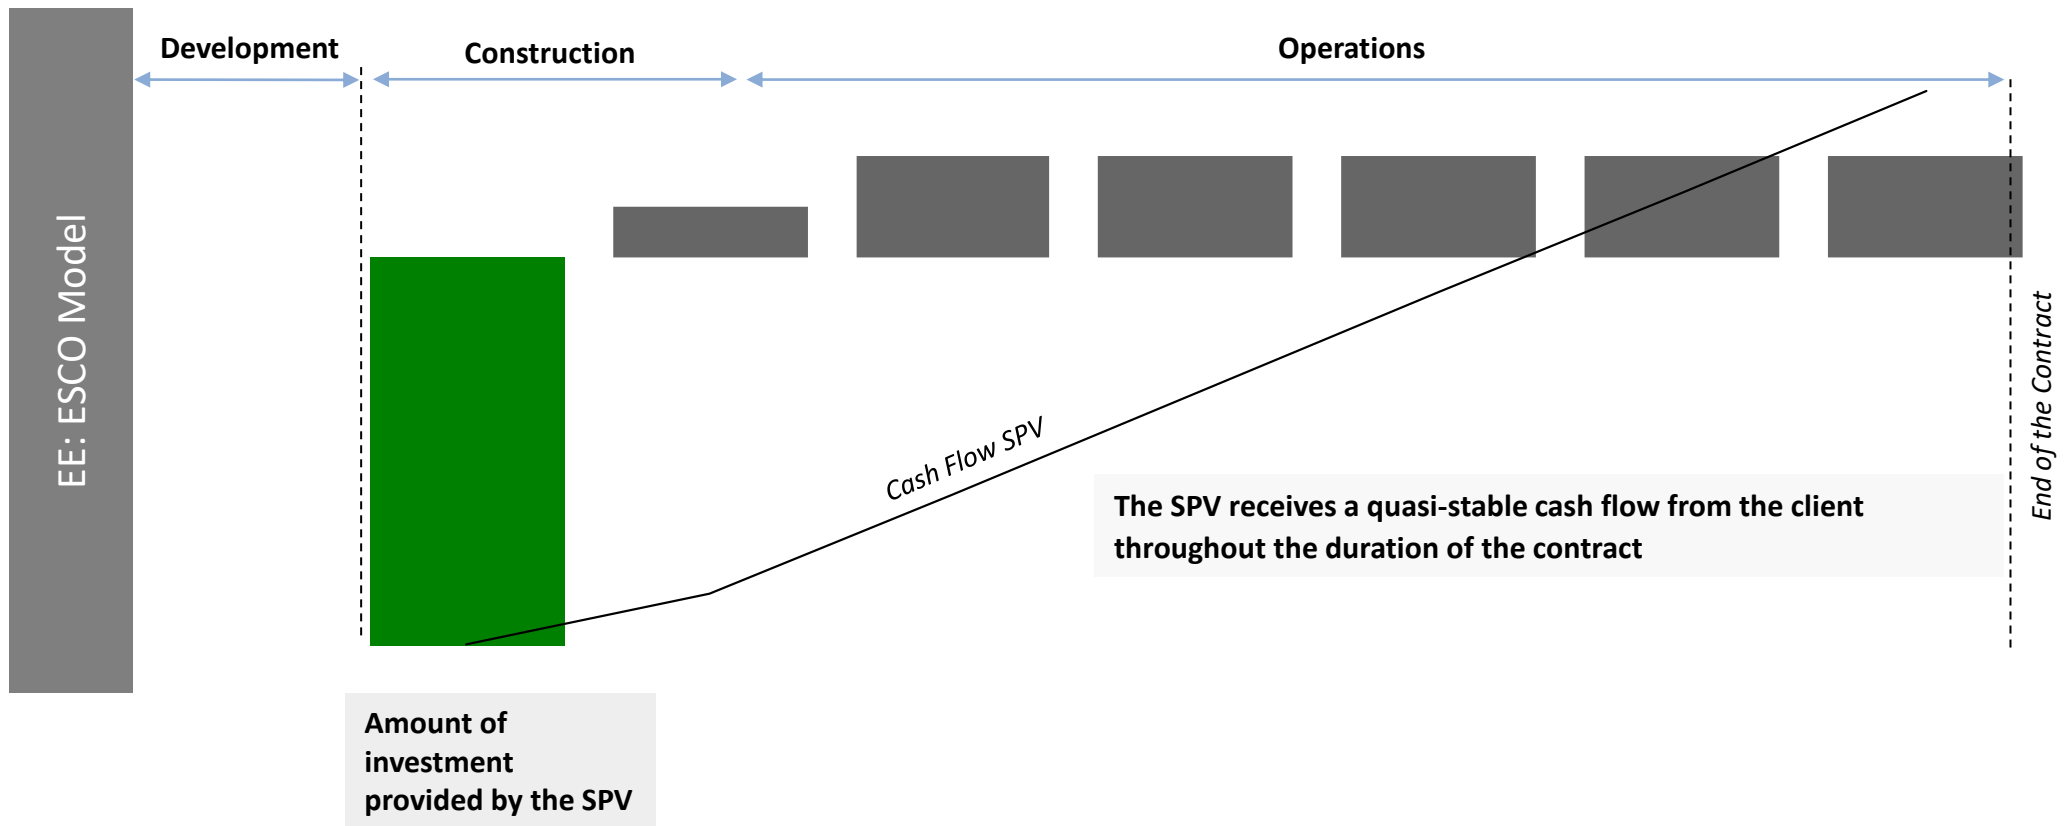 EE: ESCO Model
Development
Construction
Operations
Cash Flow SPV
The SPV receives a quasi-stable cash flow from the client
throughout the duration of the contract
End of the Contract
Amount of
investment
provided by the SPV